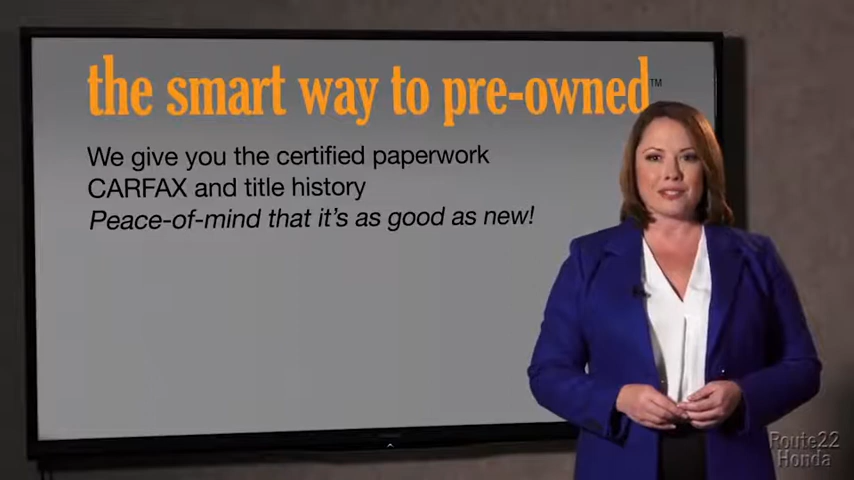 the smart way to pre-owned™
We give you the certified paperwork
CARFAX and title history
Peace-of-mind that it's as good as new!
Route22
Honda